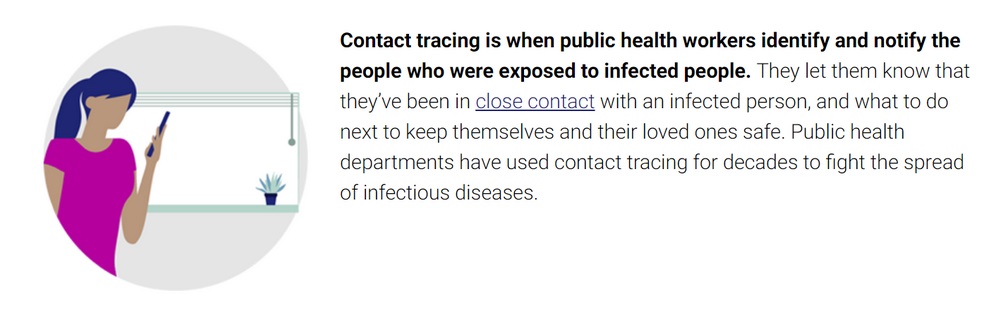 Contact tracing is when public health workers identify and notify the
people who were exposed to infected people. They let them know that
they’ve been in close contact with an infected person, and what to do
next to keep themselves and their loved ones safe. Public health
departments have used contact tracing for decades to fight the spread
of infectious diseases.